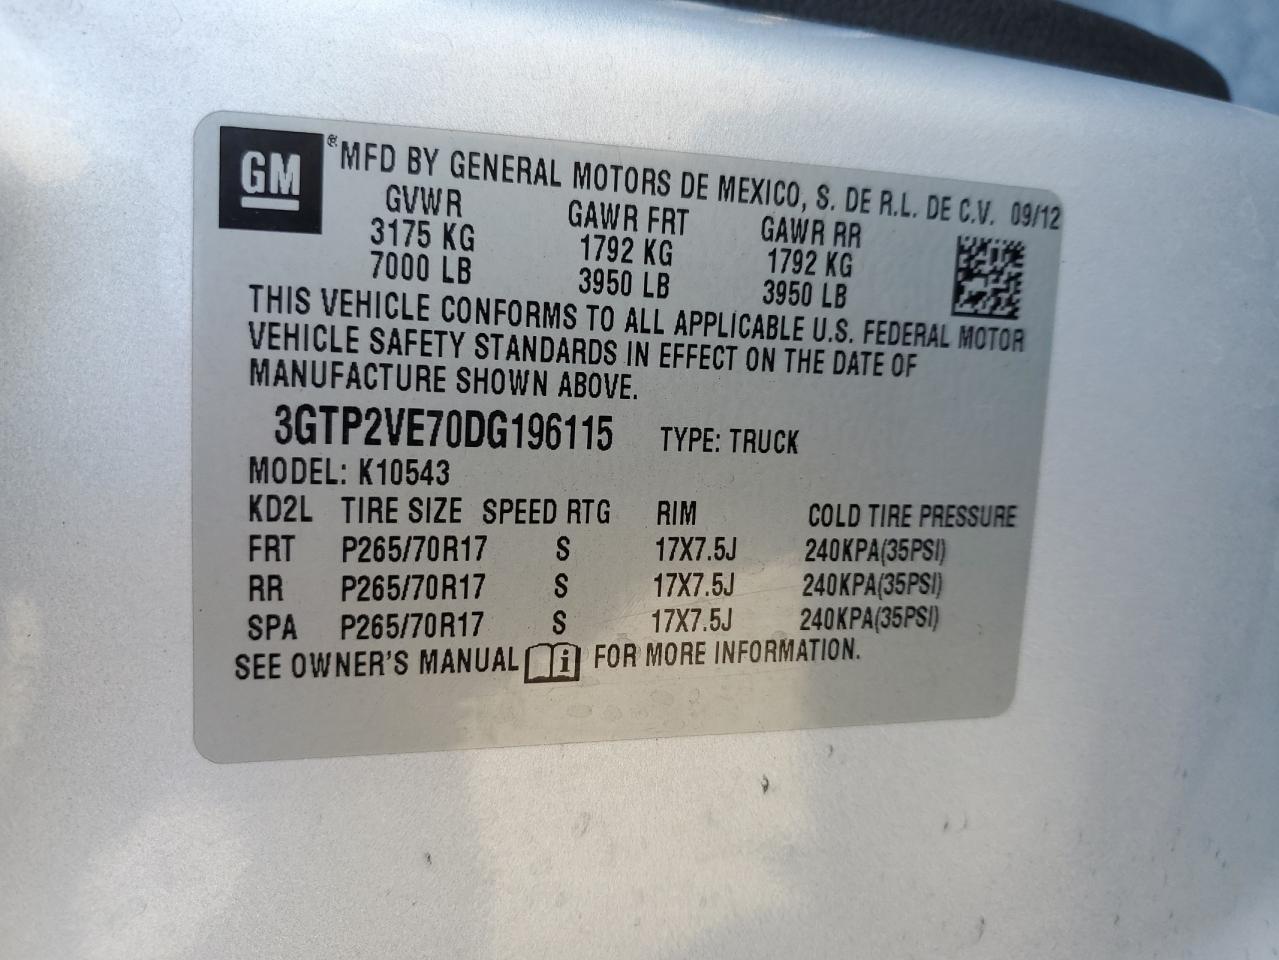 GM ® MFD BY GENERAL MOTORS DE MEXICO, S. DE R.L. DE C.V. 09/12
GVWR GAWR FRT GAWR RR
3175 KG 1792 KG 1792 KG
7000 LB 3950 LB 3950 LB
THIS VEHICLE CONFORMS TO ALL APPLICABLE U.S. FEDERAL MOTOR
VEHICLE SAFETY STANDARDS IN EFFECT ON THE DATE OF
MANUFACTURE SHOWN ABOVE.
3GTP2VE70DG196115 TYPE: TRUCK
MODEL: K10543
KD2L TIRE SIZE SPEED RTG RIM COLD TIRE PRESSURE
FRT P265/70R17 S 17X7.5J 240KPA(35PSI)
RR P265/70R17 S 17X7.5J 240KPA(35PSI)
SPA P265/70R17 S 17X7.5J 240KPA(35PSI)
SEE OWNER'S MANUAL i FOR MORE INFORMATION.